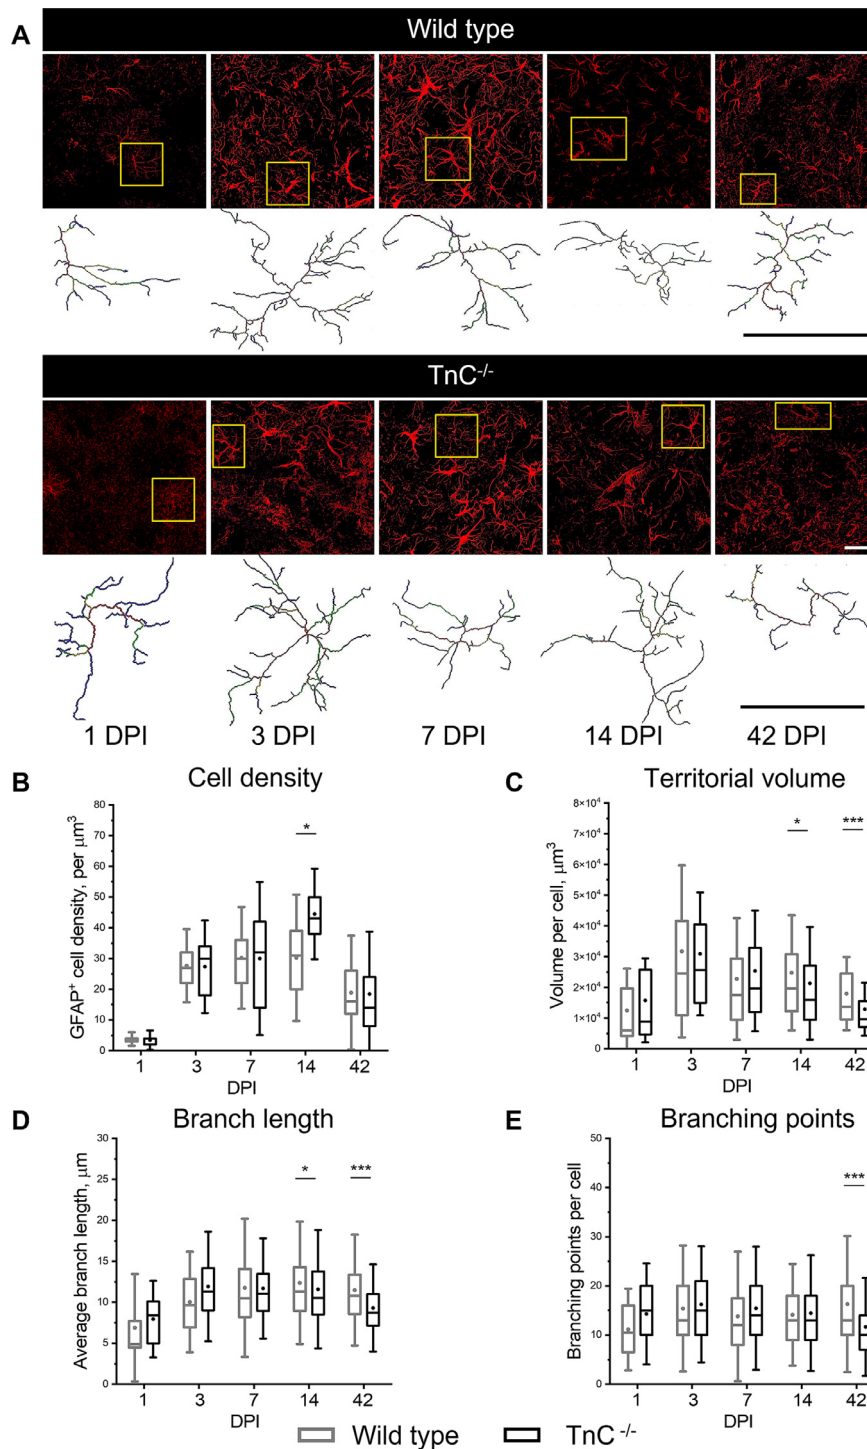 A
Wild type
TnC-/-
1 DPI 3 DPI 7 DPI 14 DPI 42 DPI
B Cell density
GFAP+ cell density, per μm3
80
70
60
50
40
30
20
10
0
*
1 3 7 14 42
DPI
C Territorial volume
Volume per cell, μm3
8×10⁴
7×10⁴
6×10⁴
5×10⁴
4×10⁴
3×10⁴
2×10⁴
1×10⁴
0
* ***
1 3 7 14 42
DPI
D Branch length
Average branch length, μm
30
25
20
15
10
5
0
* ***
1 3 7 14 42
DPI
E Branching points
Branching points per cell
50
40
30
20
10
0
***
1 3 7 14 42
DPI
Wild type TnC -/-